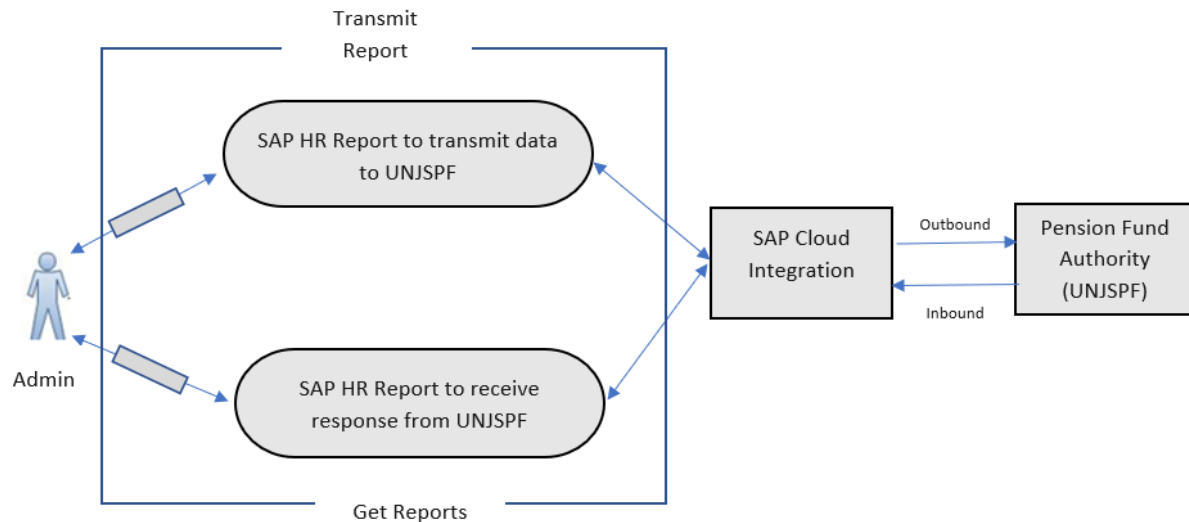 Transmit
Report
SAP HR Report to transmit data
to UNJSPF
SAP Cloud
Integration
Outbound
Inbound
Pension Fund
Authority
(UNJSPF)
Admin
SAP HR Report to receive
response from UNJSPF
Get Reports